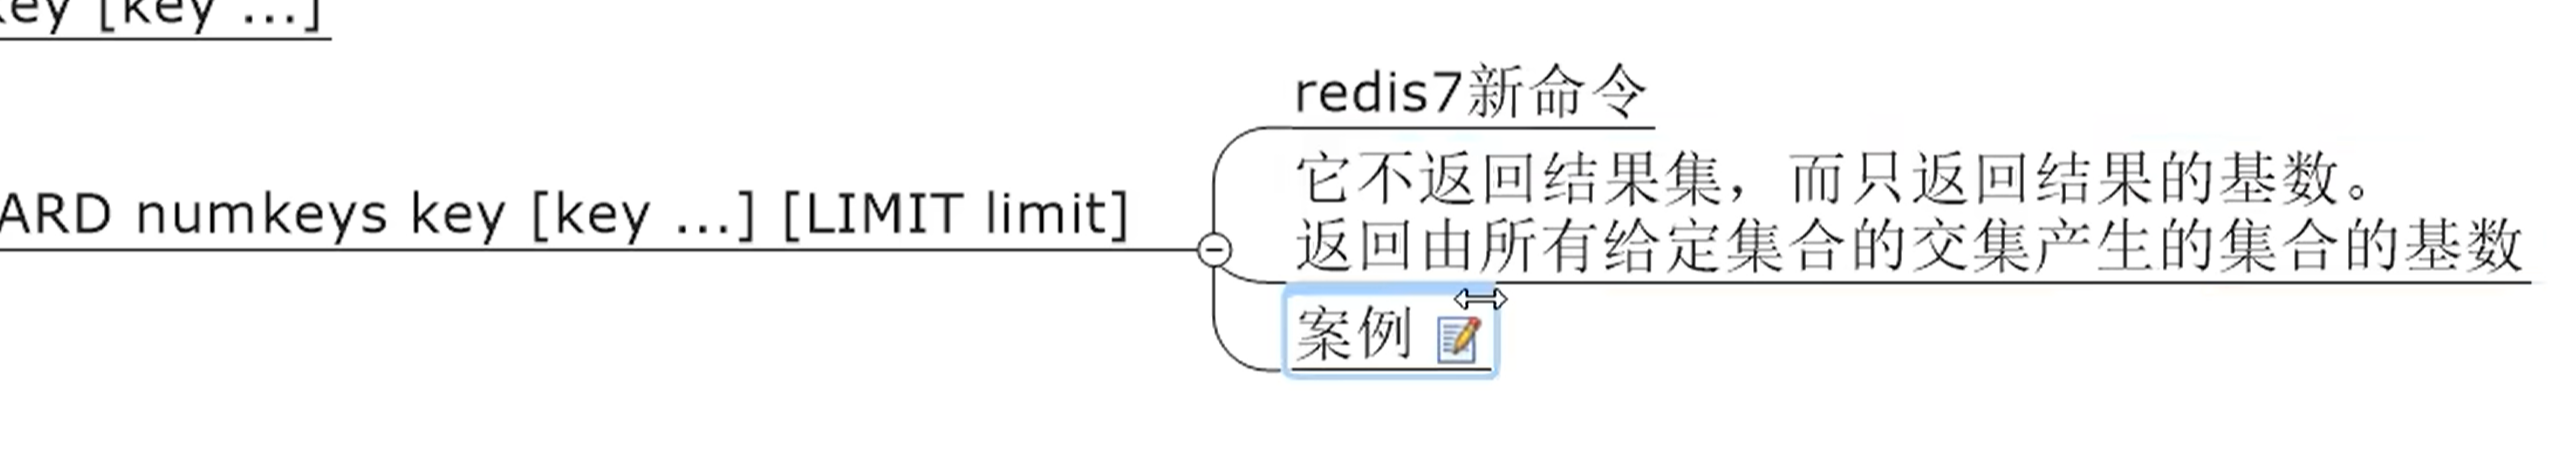 key [key ...]
redis7新命令
它不返回结果集，而只返回结果的基数。
ARD numkeys key [key ...] [LIMIT limit]
返回由所有给定集合的交集产生的集合的基数
案例